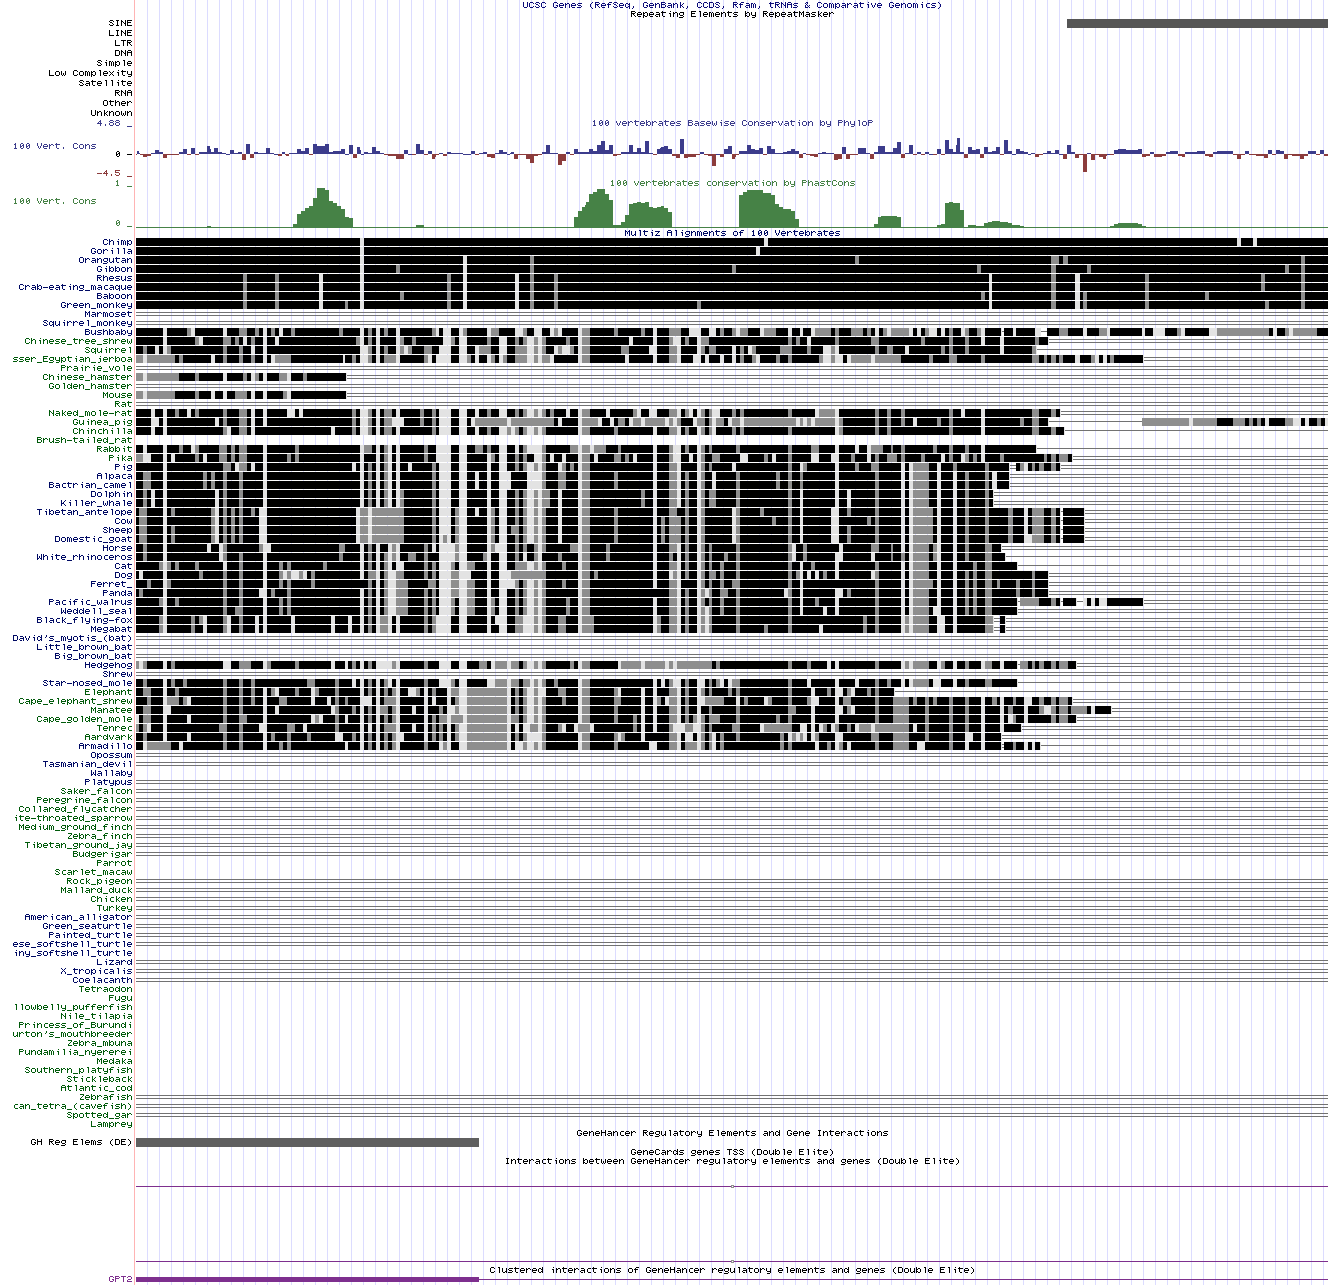 UCSC Genes (RefSeq, GenBank, CCDS, Rfam, tRNAs & Comparative Genomics)
Repeating Elements by RepeatMasker
SINE
LINE
LTR
DNA
Simple
Low Complexity
Satellite
RNA
Other
Unknown
4.88 _
100 vertebrates Basewise Conservation by PhyloP
100 Vert. Cons
0 -
-4.5 _
1 _
100 vertebrates conservation by PhastCons
100 Vert. Cons
0 _
Multiz Alignments of 100 Vertebrates
Chimp
Gorilla
Orangutan
Gibbon
Rhesus
Crab-eating_macaque
Baboon
Green_monkey
Marmoset
Squirrel_monkey
Bushbaby
Chinese_tree_shrew
Squirrel
sser_Egyptian_jerboa
Prairie_vole
Chinese_hamster
Golden_hamster
Mouse
Rat
Naked_mole-rat
Guinea_pig
Chinchilla
Brush-tailed_rat
Rabbit
Pika
Pig
Alpaca
Bactrian_camel
Dolphin
Killer_whale
Tibetan_antelope
Cow
Sheep
Domestic_goat
Horse
White_rhinoceros
Cat
Dog
Ferret_
Panda
Pacific_walrus
Weddell_seal
Black_flying-fox
Megabat
David's_myotis_(bat)
Little_brown_bat
Big_brown_bat
Hedgehog
Shrew
Star-nosed_mole
Elephant
Cape_elephant_shrew
Manatee
Cape_golden_mole
Tenrec
Aardvark
Armadillo
Opossum
Tasmanian_devil
Wallaby
Platypus
Saker_falcon
Peregrine_falcon
Collared_flycatcher
ite-throated_sparrow
Medium_ground_finch
Zebra_finch
Tibetan_ground_jay
Budgerigar
Parrot
Scarlet_macaw
Rock_pigeon
Mallard_duck
Chicken
Turkey
American_alligator
Green_seaturtle
Painted_turtle
ese_softshell_turtle
iny_softshell_turtle
Lizard
X_tropicalis
Coelacanth
Tetraodon
Fugu
llowbelly_pufferfish
Nile_tilapia
Princess_of_Burundi
urton's_mouthbreeder
Zebra_mbuna
Pundamilia_nyererei
Medaka
Southern_platyfish
Stickleback
Atlantic_cod
Zebrafish
can_tetra_(cavefish)
Spotted_gar
Lamprey
GeneHancer Regulatory Elements and Gene Interactions
GH Reg Elems (DE)
GeneCards genes TSS (Double Elite)
Interactions between GeneHancer regulatory elements and genes (Double Elite)
Clustered interactions of GeneHancer regulatory elements and genes (Double Elite)
GPT2